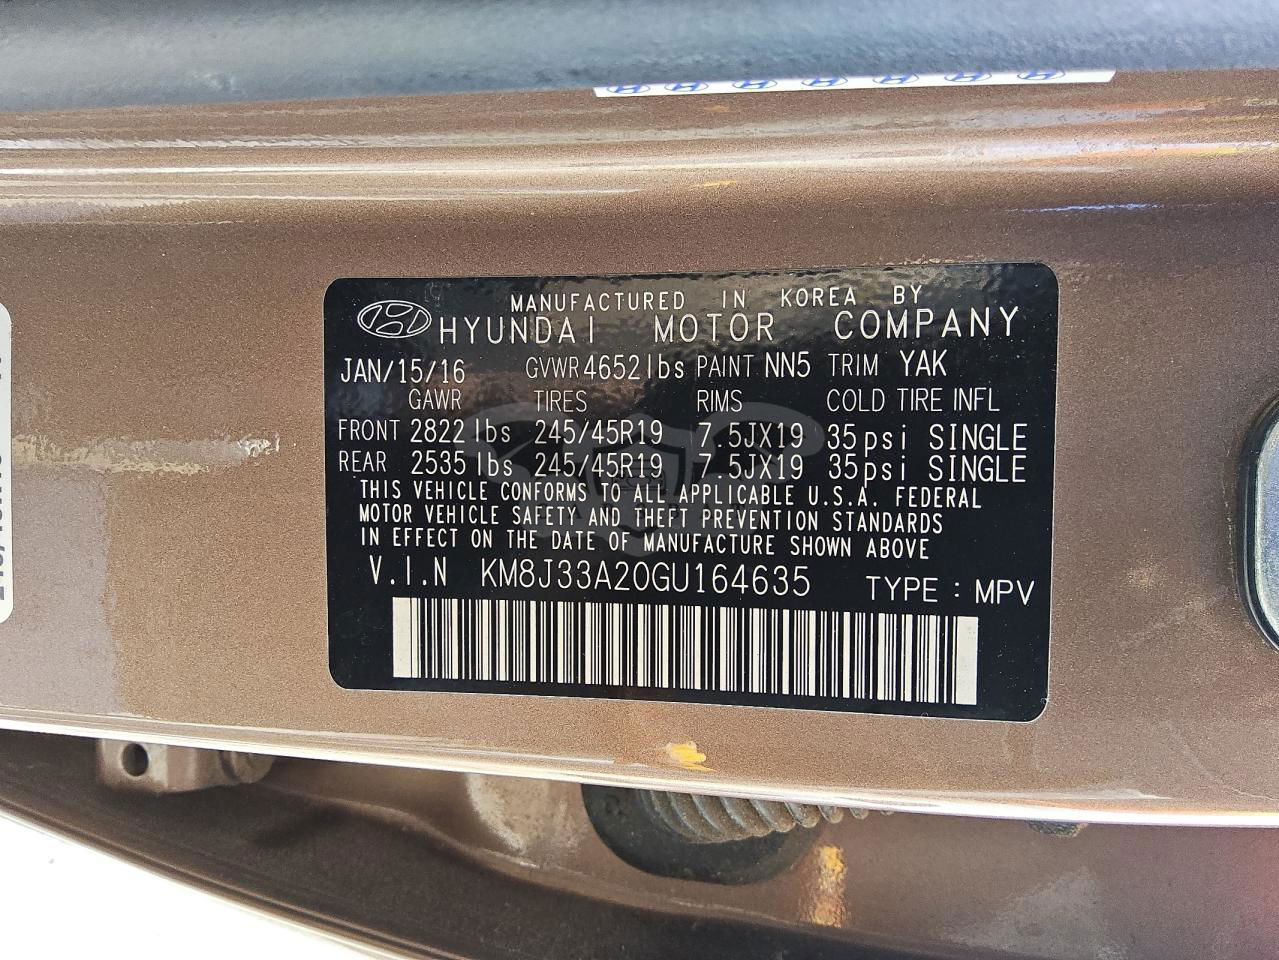 MANUFACTURED IN KOREA BY
HYUNDAI MOTOR COMPANY
JAN/15/16 GVWR 4652 lbs PAINT NN5 TRIM YAK
GAWR TIRES RIMS COLD TIRE INFL
FRONT 2822 lbs 245/45R19 7.5JX19 35psi SINGLE
REAR 2535 lbs 245/45R19 7.5JX19 35psi SINGLE
THIS VEHICLE CONFORMS TO ALL APPLICABLE U.S.A. FEDERAL
MOTOR VEHICLE SAFETY AND THEFT PREVENTION STANDARDS
IN EFFECT ON THE DATE OF MANUFACTURE SHOWN ABOVE
V.I.N KM8J33A20GU164635 TYPE : MPV